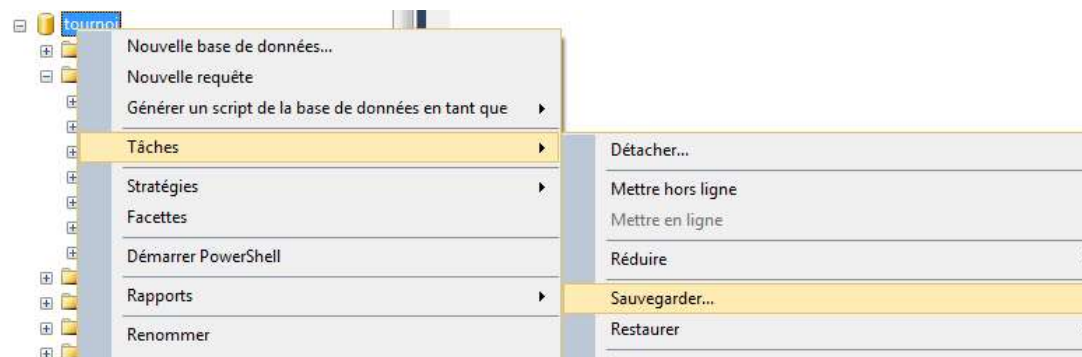 tournoi
Nouvelle base de données...
Nouvelle requête
Générer un script de la base de données en tant que
Tâches
Stratégies
Facettes
Démarrer PowerShell
Rapports
Renommer
Détacher...
Mettre hors ligne
Mettre en ligne
Réduire
Sauvegarder...
Restaurer